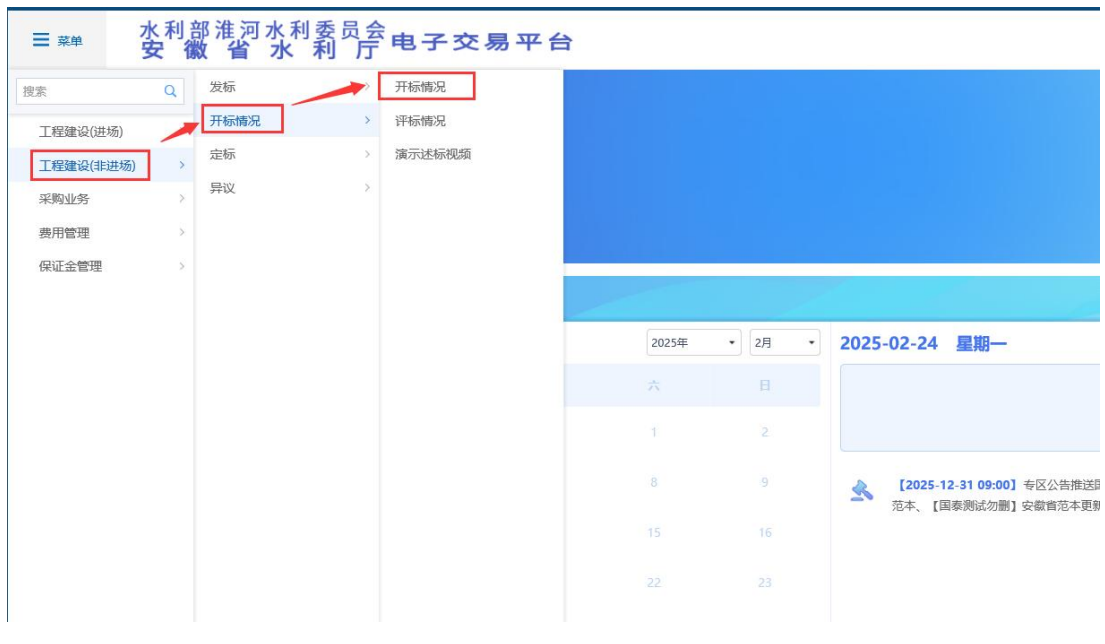 菜单
水利部淮河水利委员会
安徽省水利厅
电子交易平台
搜索
工程建设(进场)
工程建设(非进场)
采购业务
费用管理
保证金管理
发标
开标情况
定标
异议
开标情况
评标情况
演示述标视频
2025年
2月
2025-02-24 星期一
六 日
1 2
8 9
15 16
22 23
【2025-12-31 09:00】专区公告推送国
范本、【国泰测试勿删】安徽省范本更新